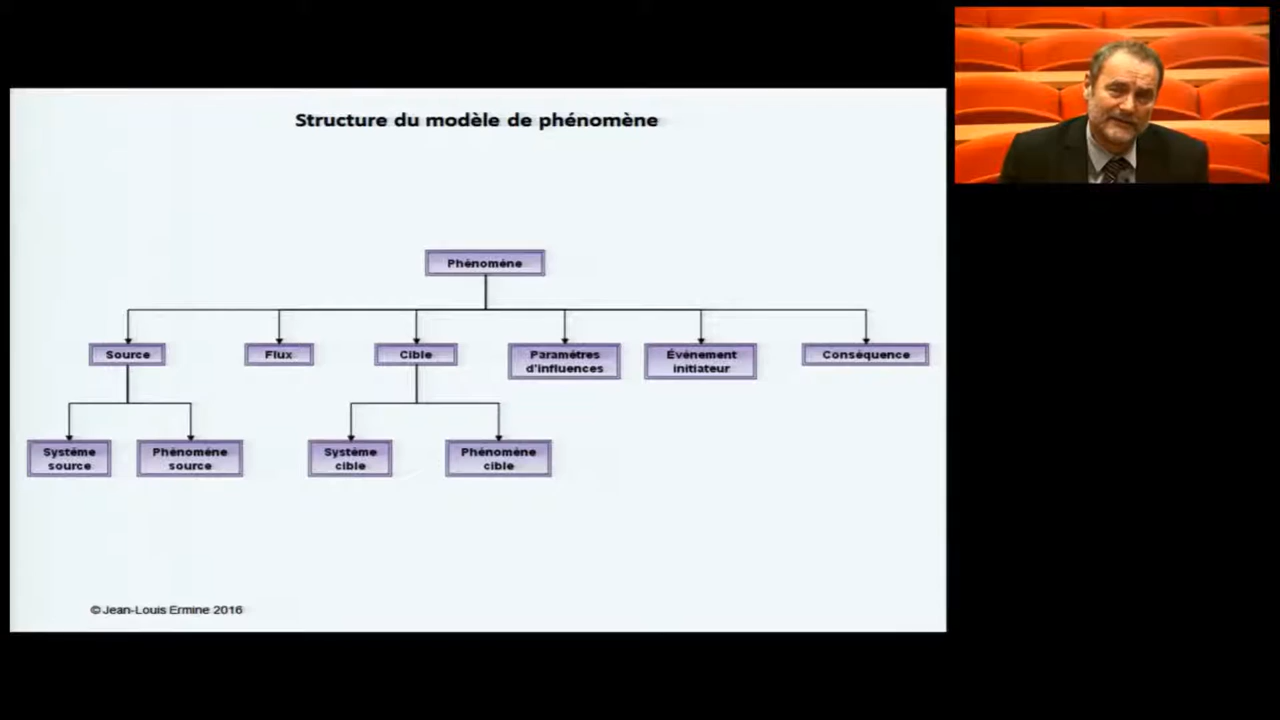 Structure du modèle de phénomène
Phénomène
Source
Flux
Cible
Paramétres
d'influences
Événement
initiateur
Conséquence
Système
source
Phénomène
source
Système
cible
Phénomène
cible
©Jean-Louis Ermine 2016